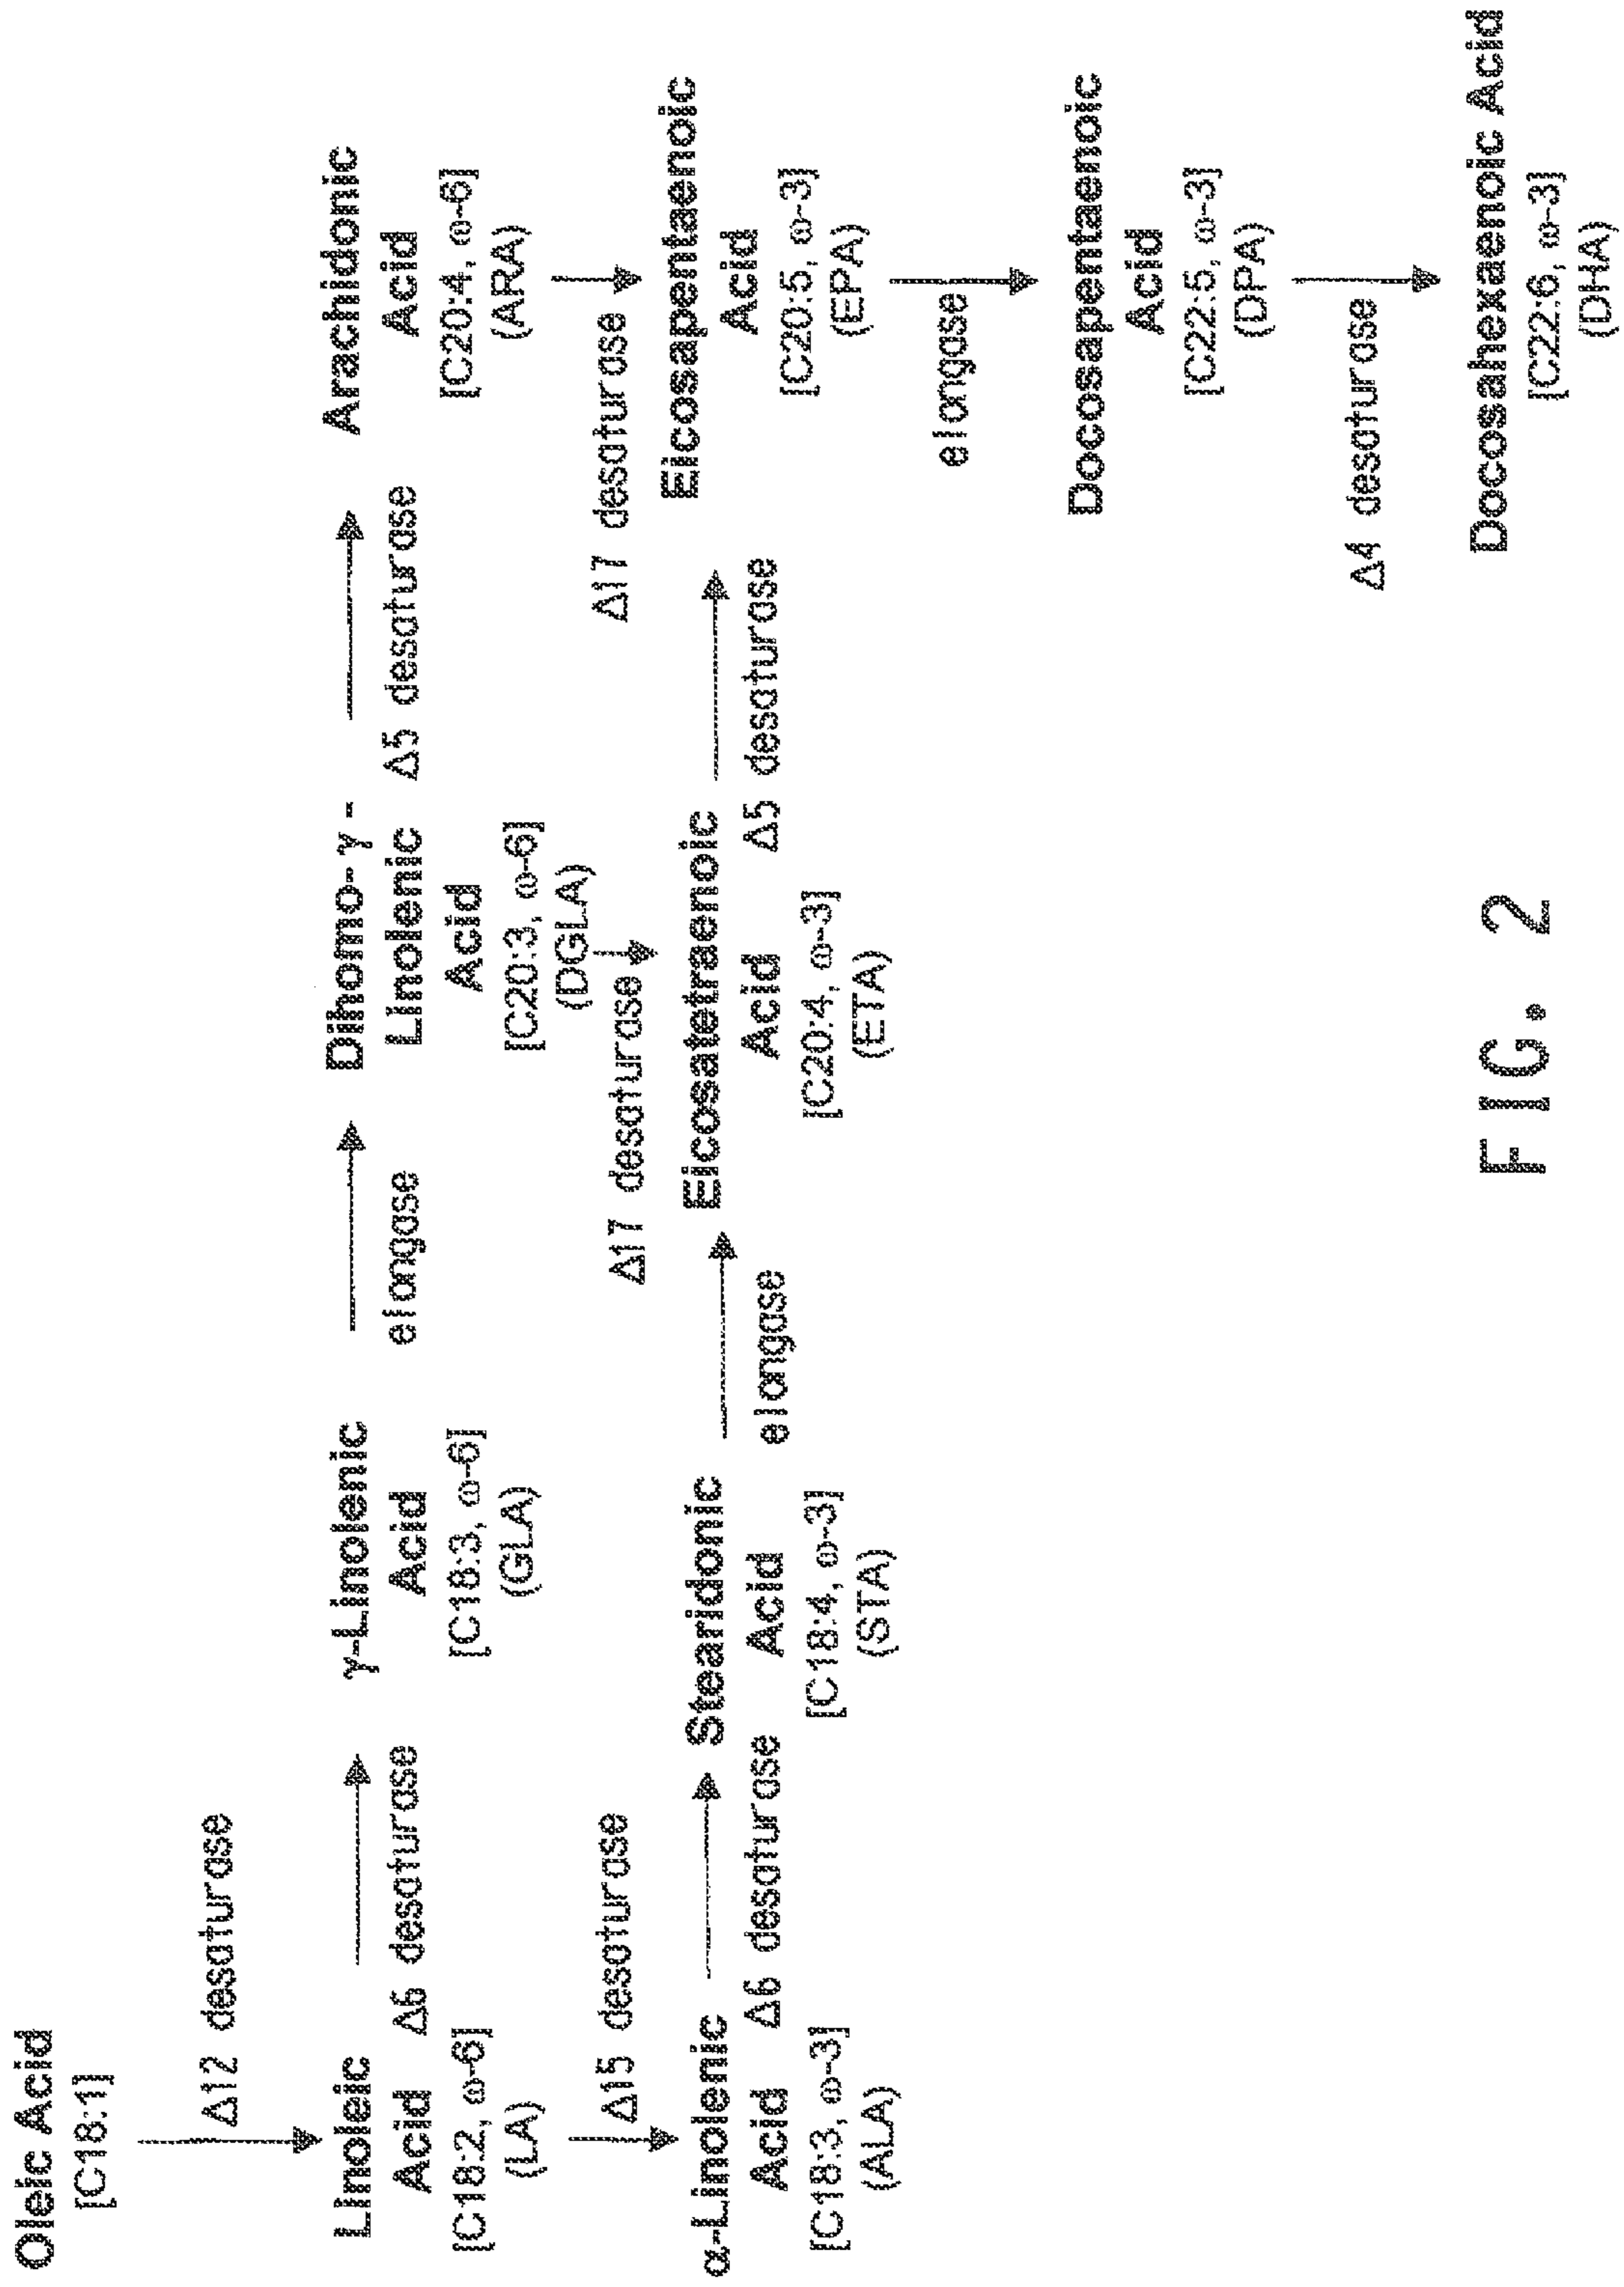 Oleic Acid
[C18:1]
Δ12 desaturase
Linoleic
Acid
[C18:2, ω-6]
(LA)
Δ6 desaturase
γ-Linolenic
Acid
[C18:3, ω-6]
(GLA)
elongase
Dihomo-γ-
Linolenic
Acid
[C20:3, ω-6]
(DGLA)
Δ5 desaturase
Arachidonic
Acid
[C20:4, ω-6]
(ARA)
Δ15 desaturase
Δ17 desaturase
Δ17 desaturase
α-Linolenic
Acid
[C18:3, ω-3]
(ALA)
Δ6 desaturase
Stearidonic
Acid
[C18:4, ω-3]
(STA)
elongase
Eicosatetraenoic
Acid
[C20:4, ω-3]
(ETA)
Δ5 desaturase
Eicosapentaenoic
Acid
[C20:5, ω-3]
(EPA)
elongase
Docosapentaenoic
Acid
[C22:5, ω-3]
(DPA)
Δ4 desaturase
Docosahexaenoic Acid
[C22:6, ω-3]
(DHA)
FIG. 2